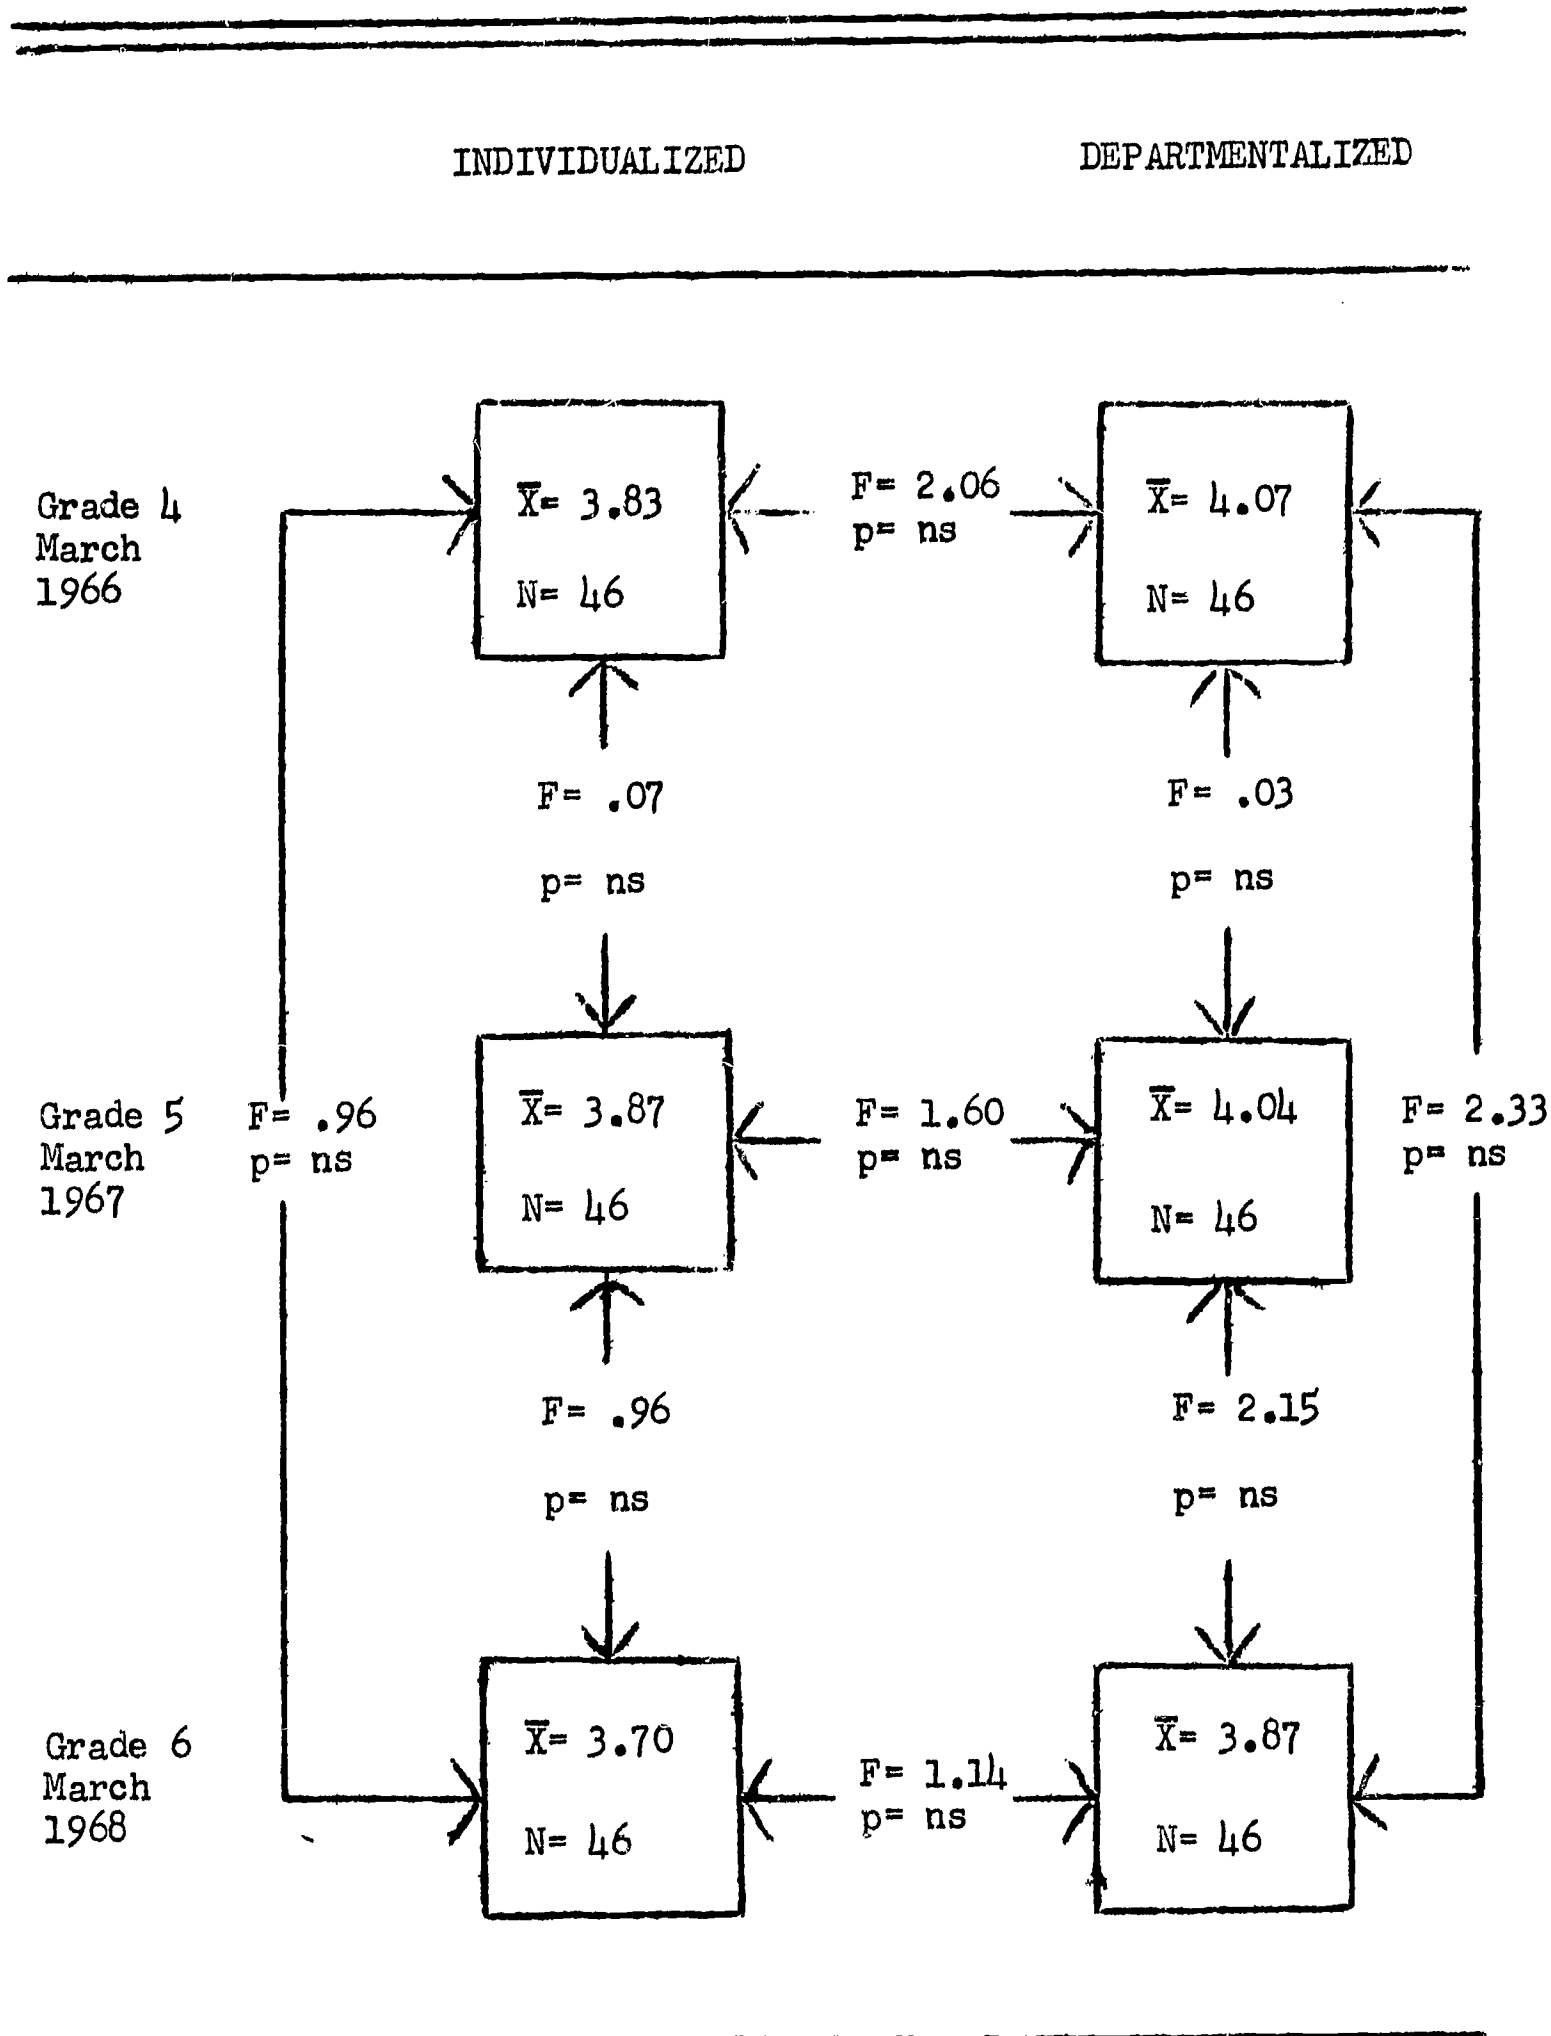 INDIVIDUALIZED DEPARTMENTALIZED
Grade 4
March
1966
X̅= 3.83
N= 46
F= 2.06
p= ns
X̅= 4.07
N= 46
F= .07
p= ns
F= .03
p= ns
Grade 5
March
1967
F= .96
p= ns
X̅= 3.87
N= 46
F= 1.60
p= ns
X̅= 4.04
N= 46
F= 2.33
p= ns
F= .96
p= ns
F= 2.15
p= ns
Grade 6
March
1968
X̅= 3.70
N= 46
F= 1.14
p= ns
X̅= 3.87
N= 46